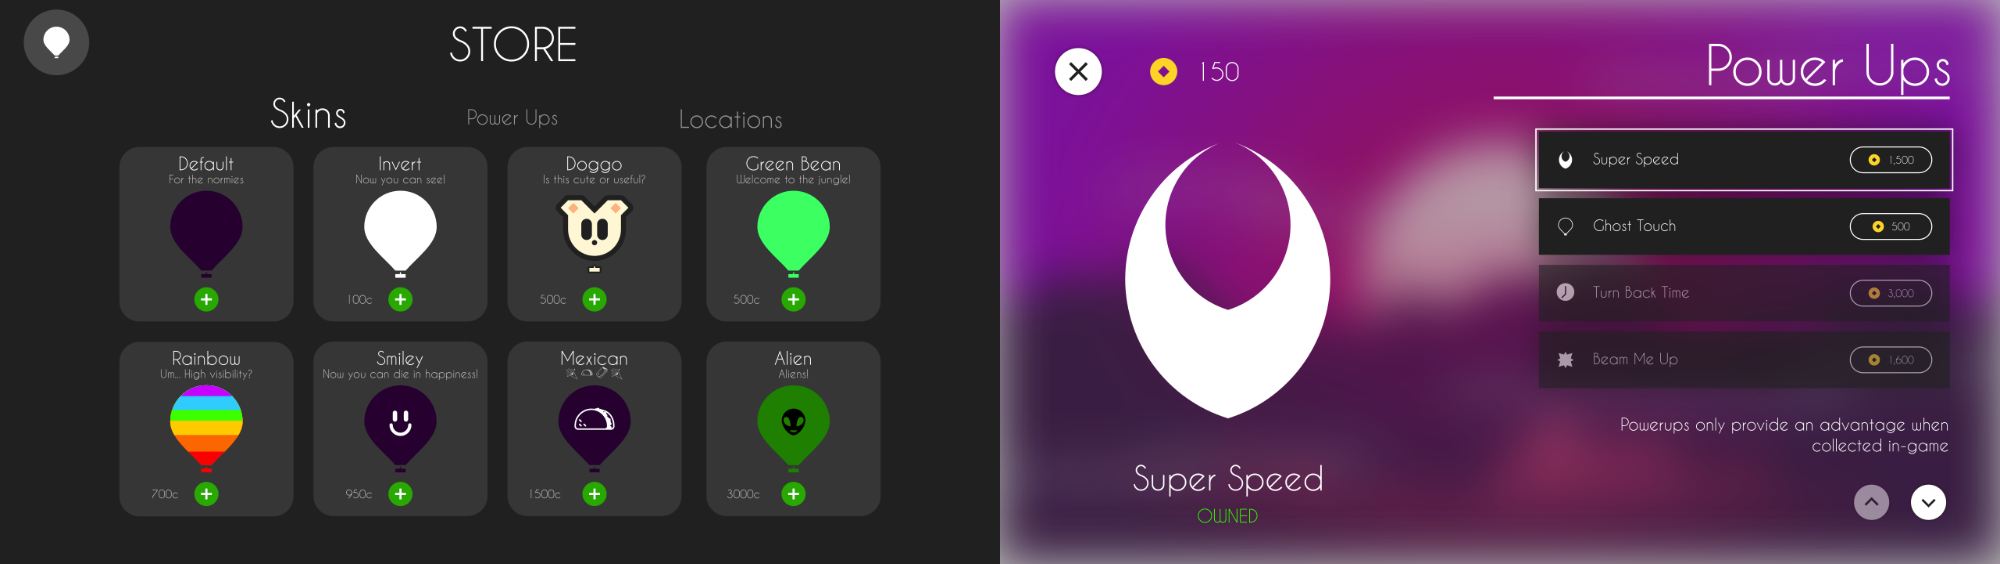 STORE
Skins
Power Ups
Locations
Default
For the normies
Invert
Now you can see!
100c
Doggo
Is this cute or useful?
500c
Green Bean
Welcome to the jungle!
500c
Rainbow
Um... High visibility?
700c
Smiley
Now you can die in happiness!
950c
Mexican
1500c
Alien
Aliens!
3000c
150
Power Ups
Super Speed
1,500
Ghost Touch
500
Turn Back Time
3,000
Beam Me Up
1,600
Powerups only provide an advantage when
collected in-game
Super Speed
OWNED